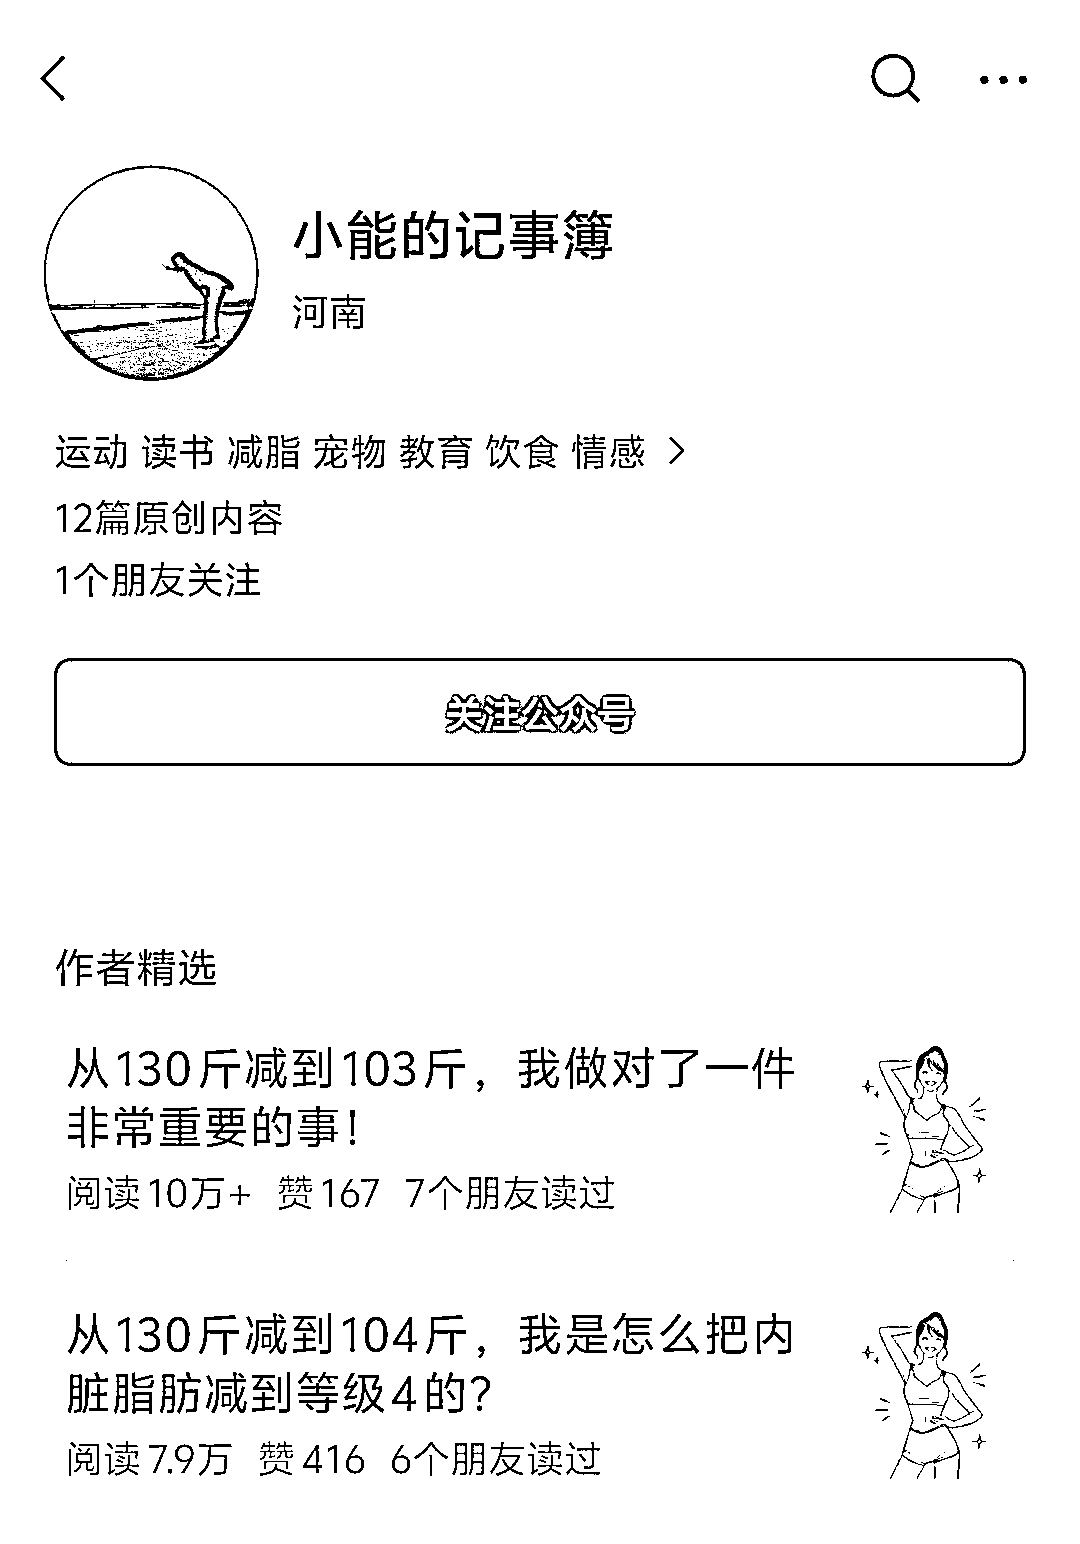 小能的记事簿
河南
运动 读书 减脂 宠物 教育 饮食 情感
12篇原创内容
1个朋友关注
关注公众号
作者精选
从130斤减到103斤，我做对了一件
非常重要的事！
阅读10万+ 赞167 7个朋友读过
从130斤减到104斤，我是怎么把内
脏脂肪减到等级4的？
阅读7.9万 赞416 6个朋友读过